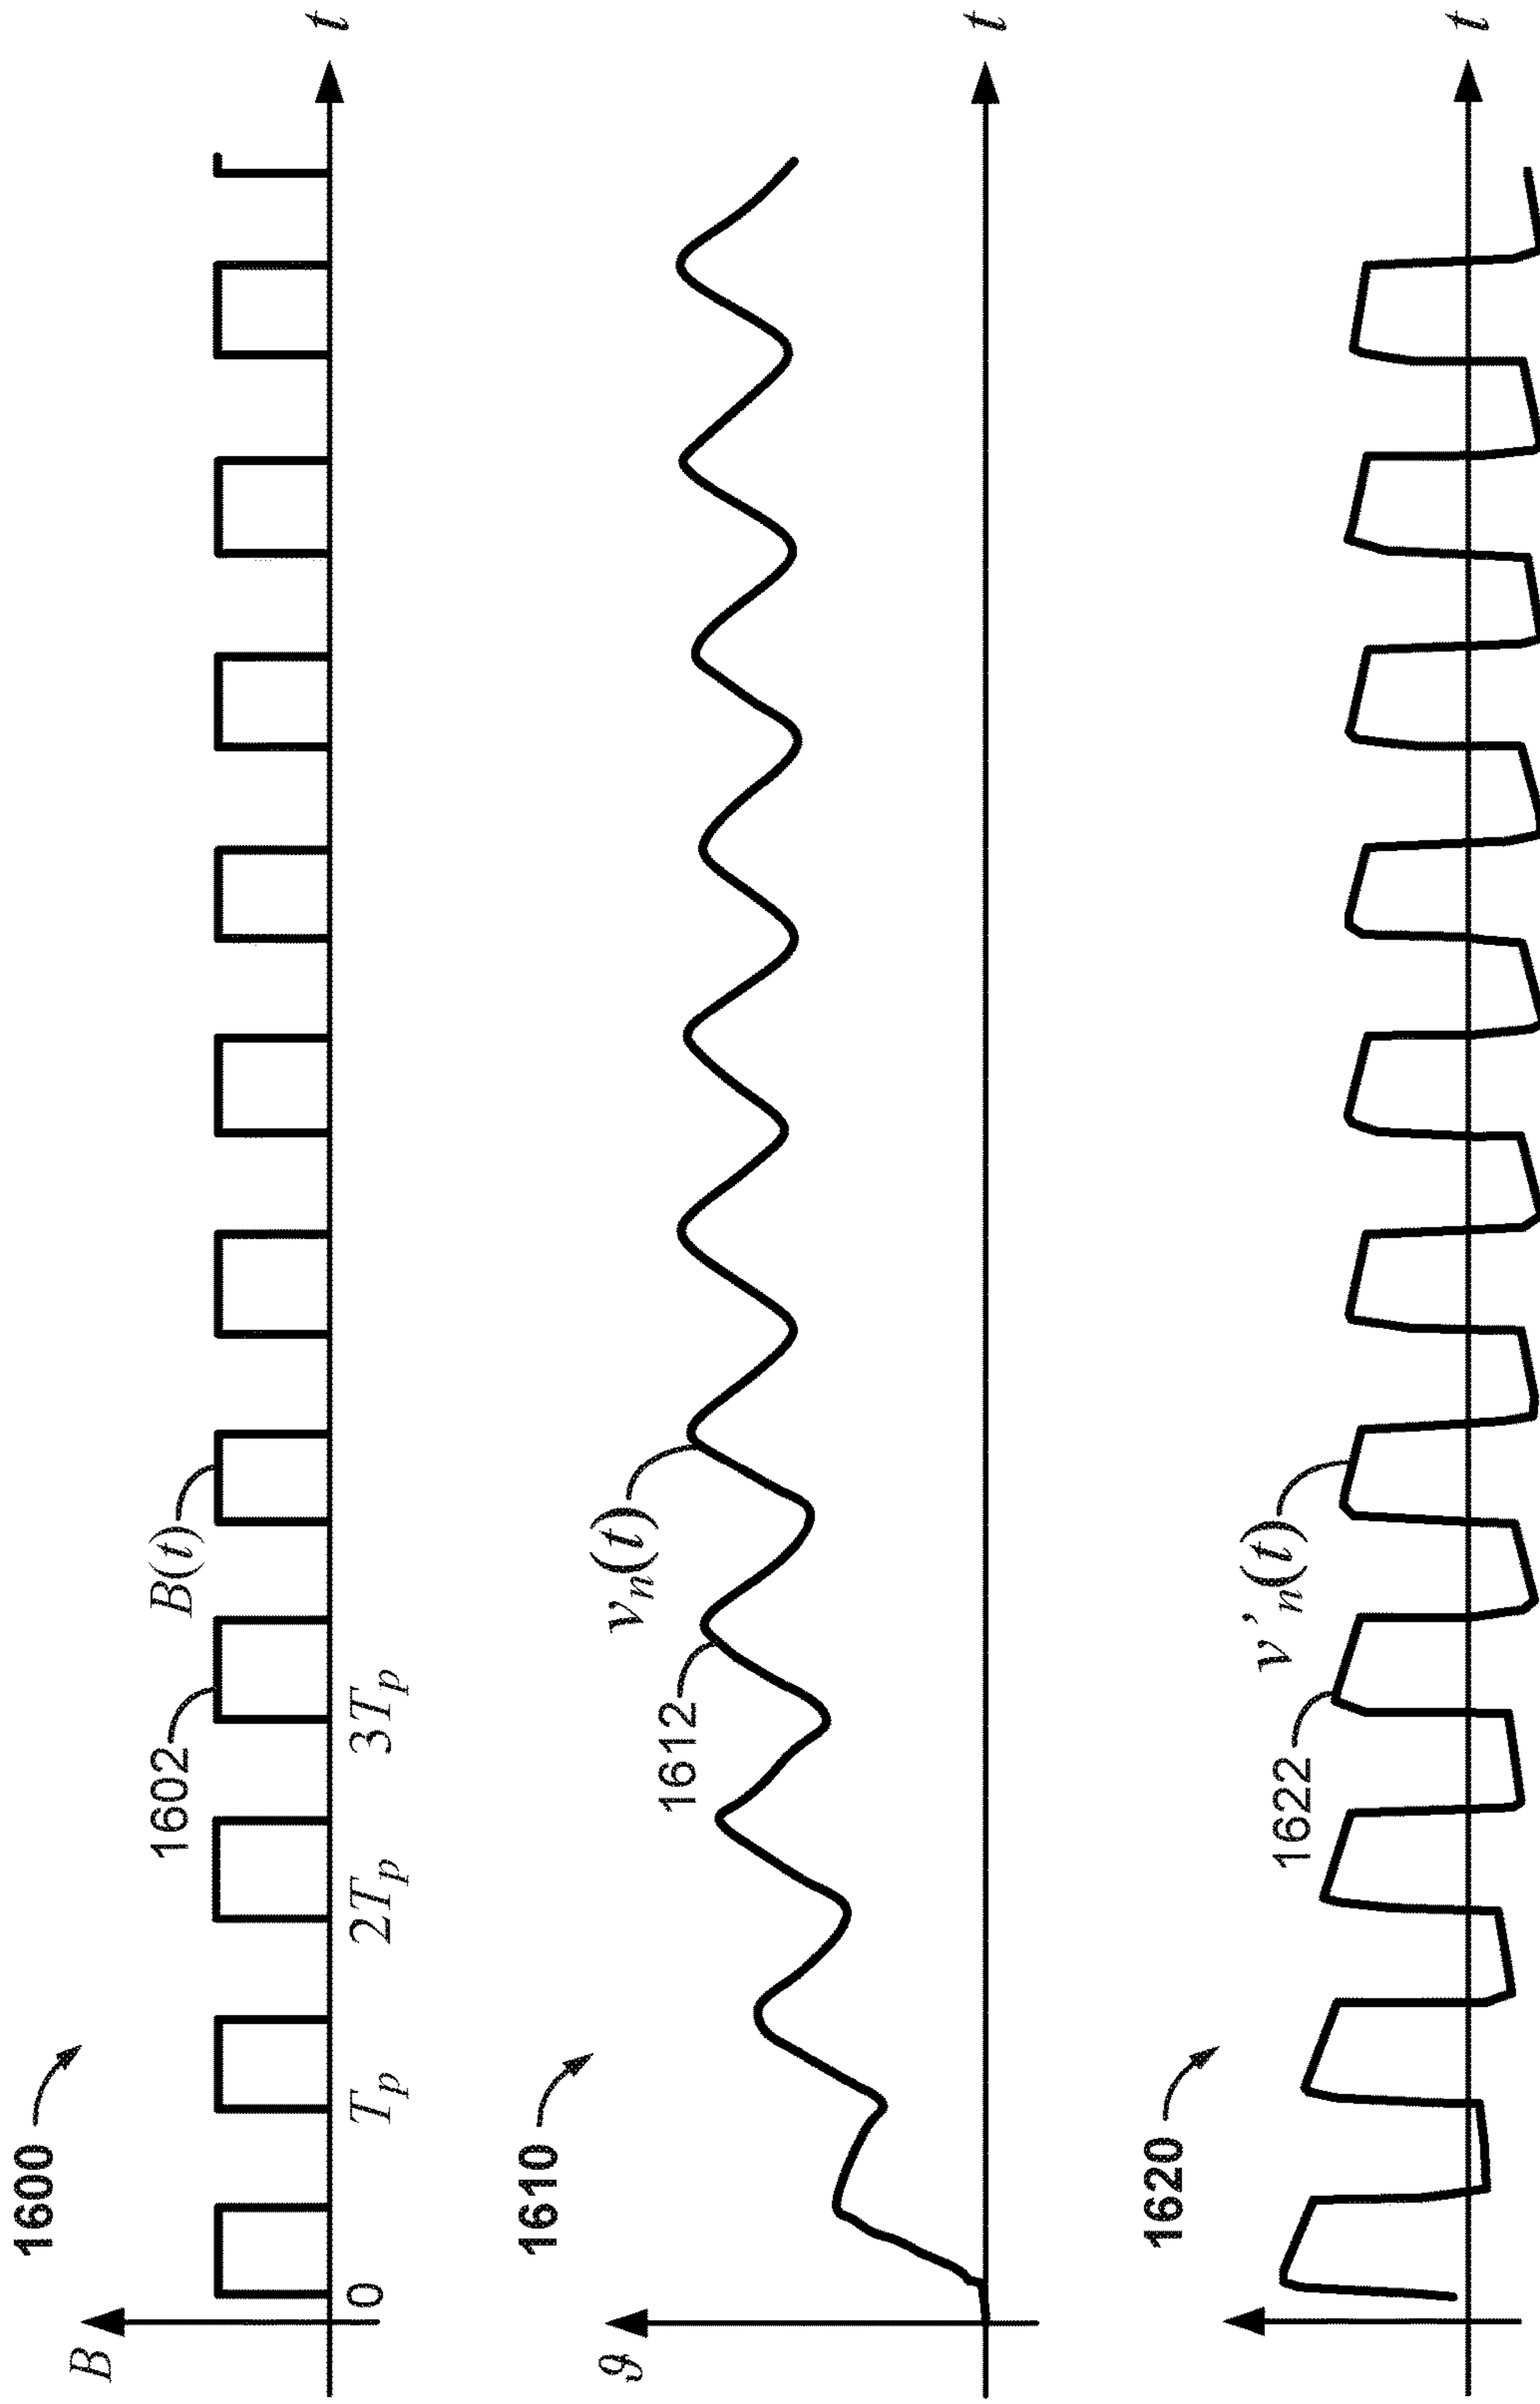 1600
B
B(t)
1602
0
T_p
2T_p
3T_p
t
1610
ϑ
v_n(t)
1612
t
1620
v'_n(t)
1622
t